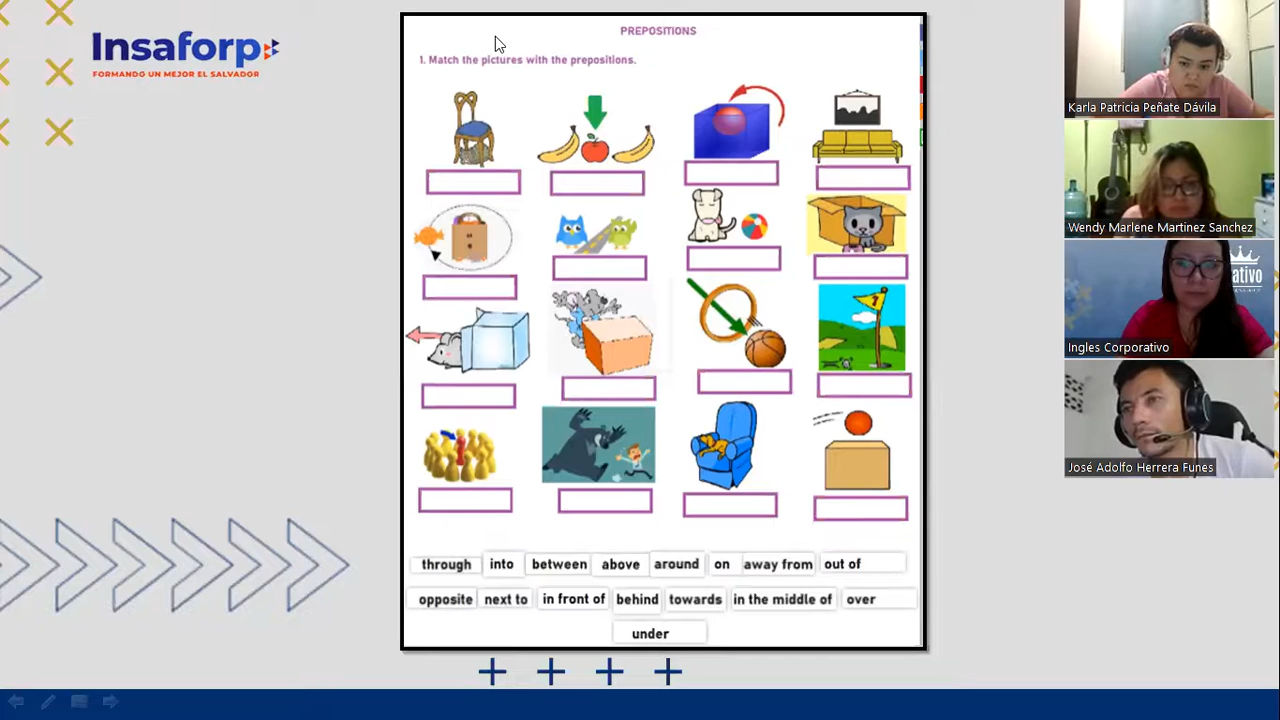 Insaforp
FORMANDO UN MEJOR EL SALVADOR
PREPOSITIONS
1. Match the pictures with the prepositions.
through into between above around on away from out of
opposite next to in front of behind towards in the middle of over
under
Karla Patricia Peñate Dávila
Wendy Marlene Martinez Sanchez
rativo
Ingles Corporativo
José Adolfo Herrera Funes